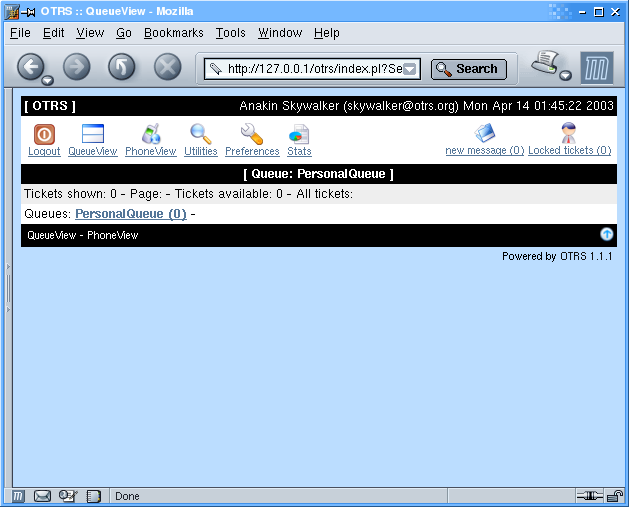 OTRS :: QueueView - Mozilla
File Edit View Go Bookmarks Tools Window Help
http://127.0.0.1/otrs/index.pl?Se Search
[ OTRS ] Anakin Skywalker (skywalker@otrs.org) Mon Apr 14 01:45:22 2003
Logout QueueView PhoneView Utilities Preferences Stats new message (0) Locked tickets (0)
[ Queue: PersonalQueue ]
Tickets shown: 0 - Page: - Tickets available: 0 - All tickets:
Queues: PersonalQueue (0) -
QueueView - PhoneView
Powered by OTRS 1.1.1
Done